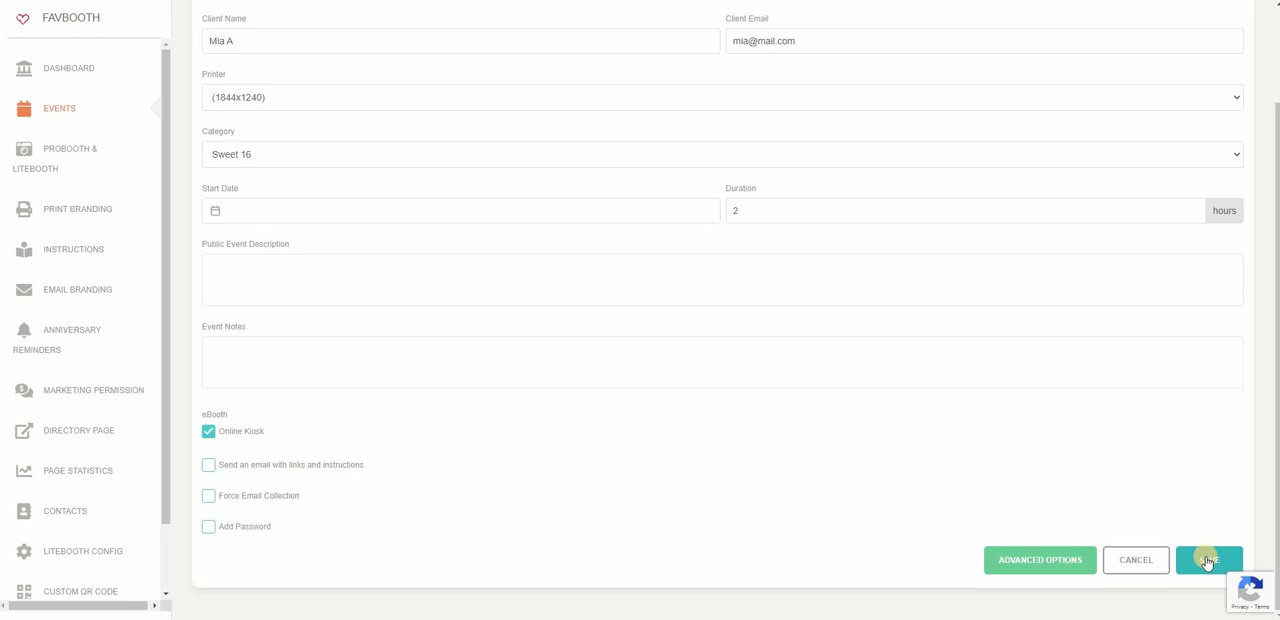 FAVBOOTH
DASHBOARD
EVENTS
PROBOOTH &
LITEBOOTH
PRINT BRANDING
INSTRUCTIONS
EMAIL BRANDING
ANNIVERSARY
REMINDERS
MARKETING PERMISSION
DIRECTORY PAGE
PAGE STATISTICS
CONTACTS
LITEBOOTH CONFIG
CUSTOM QR CODE
Client Name
Client Email
Mia A
mia@mail.com
Printer
(1844x1240)
Category
Sweet 16
Start Date
Duration
2
hours
Public Event Description
Event Notes
eBooth
Online Kiosk
Send an email with links and instructions
Force Email Collection
Add Password
ADVANCED OPTIONS
CANCEL
Privacy - Terms